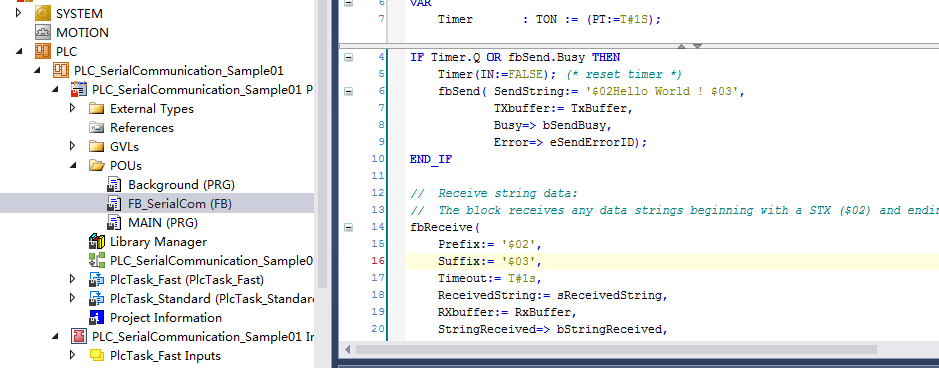 SYSTEM
MOTION
PLC
PLC_SerialCommunication_Sample01
PLC_SerialCommunication_Sample01 P
External Types
References
GVLs
POUs
Background (PRG)
FB_SerialCom (FB)
MAIN (PRG)
Library Manager
PLC_SerialCommunication_Sample0
PlcTask_Fast (PlcTask_Fast)
PlcTask_Standard (PlcTask_Standard
Project Information
PLC_SerialCommunication_Sample01 In
PlcTask_Fast Inputs
6 VAR
7 Timer : TON := (PT:=T#1S);
4 IF Timer.Q OR fbSend.Busy THEN
5 Timer(IN:=FALSE); (* reset timer *)
6 fbSend( SendString:= '$02Hello World ! $03',
7 TXbuffer:= TxBuffer,
8 Busy=> bSendBusy,
9 Error=> eSendErrorID);
10 END_IF
11
12 // Receive string data:
13 // The block receives any data strings beginning with a STX ($02) and endin
14 fbReceive(
15 Prefix:= '$02',
16 Suffix:= '$03',
17 Timeout:= T#1s,
18 ReceivedString:= sReceivedString,
19 RXbuffer:= RxBuffer,
20 StringReceived=> bStringReceived,